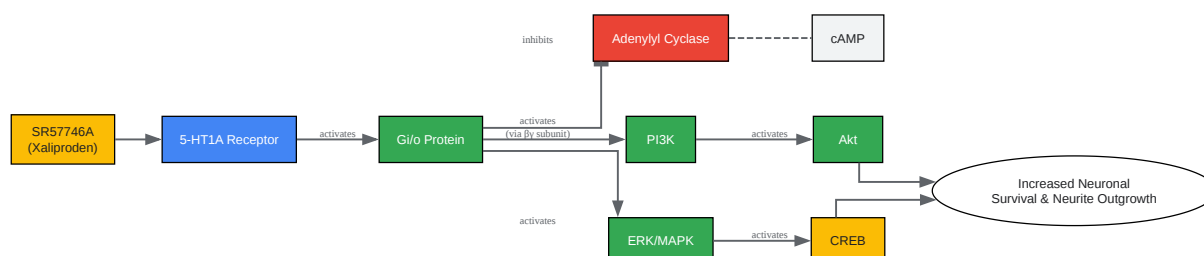 inhibits
Adenylyl Cyclase
cAMP
SR57746A
(Xaliproden)
5-HT1A Receptor
activates
Gi/o Protein
activates
(via βγ subunit)
PI3K
activates
Akt
Increased Neuronal
Survival & Neurite Outgrowth
activates
ERK/MAPK
activates
CREB